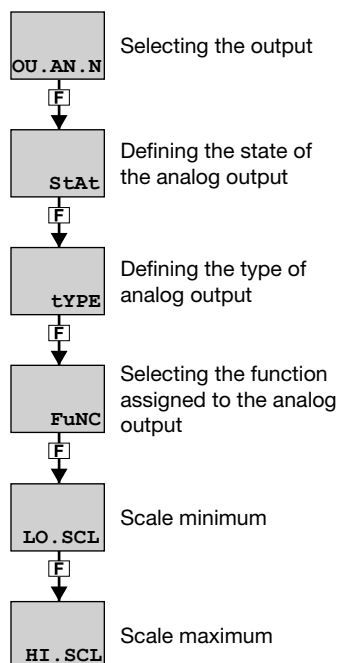 OU.AN.N
Selecting the output
F
StAt
Defining the state of
the analog output
F
tYPE
Defining the type of
analog output
F
FuNC
Selecting the function
assigned to the analog
output
F
LO.SCL
Scale minimum
F
HI.SCL
Scale maximum